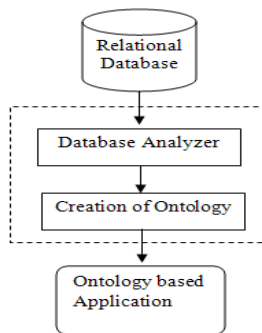 Relational
Database
Database Analyzer
Creation of Ontology
Ontology based
Application